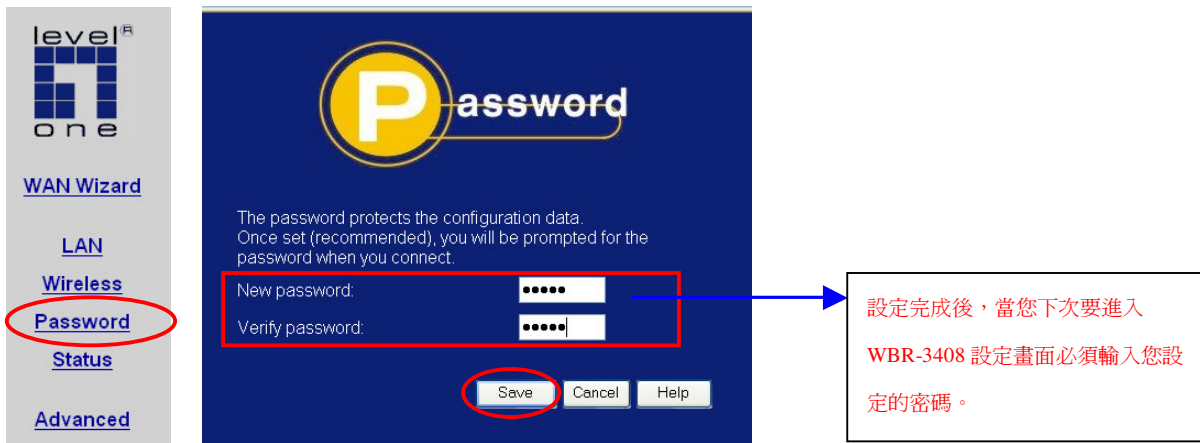 level®
one
WAN Wizard
LAN
Wireless
Password
Status
Advanced
Password
The password protects the configuration data.
Once set (recommended), you will be prompted for the
password when you connect.
New password: •••••
Verify password: •••••
Save Cancel Help
設定完成後，當您下次要進入
WBR-3408 設定畫面必須輸入您設
定的密碼。